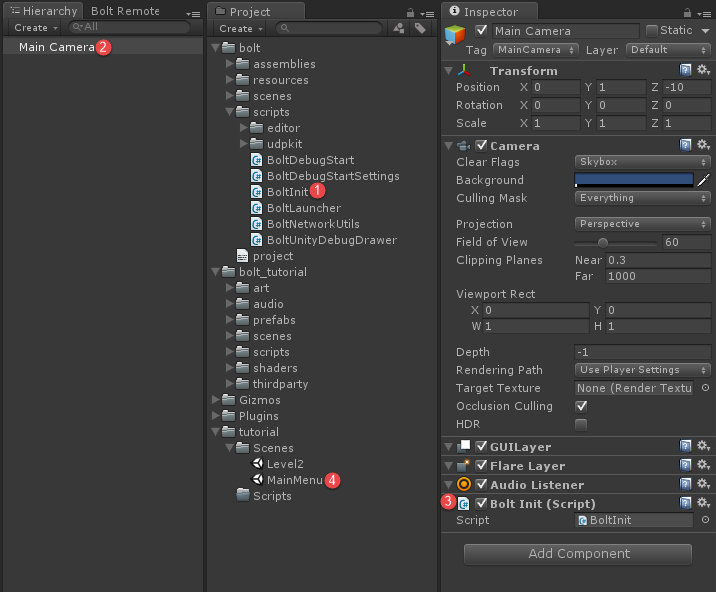 Hierarchy
Bolt Remote
Create
All
Main Camera
2
Project
Create
bolt
assemblies
resources
scenes
scripts
editor
udpkit
BoltDebugStart
BoltDebugStartSettings
BoltInit
1
BoltLauncher
BoltNetworkUtils
BoltUnityDebugDrawer
project
bolt_tutorial
art
audio
prefabs
scenes
scripts
shaders
thirdparty
Gizmos
Plugins
tutorial
Scenes
Level2
MainMenu
4
Scripts
Inspector
Main Camera
Static
Tag MainCamera Layer Default
Transform
Position X 0 Y 1 Z -10
Rotation X 0 Y 0 Z 0
Scale X 1 Y 1 Z 1
Camera
Clear Flags Skybox
Background
Culling Mask Everything
Projection Perspective
Field of View 60
Clipping Planes Near 0.3
Far 1000
Viewport Rect
X 0 Y 0
W 1 H 1
Depth -1
Rendering Path Use Player Settings
Target Texture None (Render Textu
Occlusion Culling
HDR
GUILayer
Flare Layer
Audio Listener
3
Bolt Init (Script)
Script BoltInit
Add Component